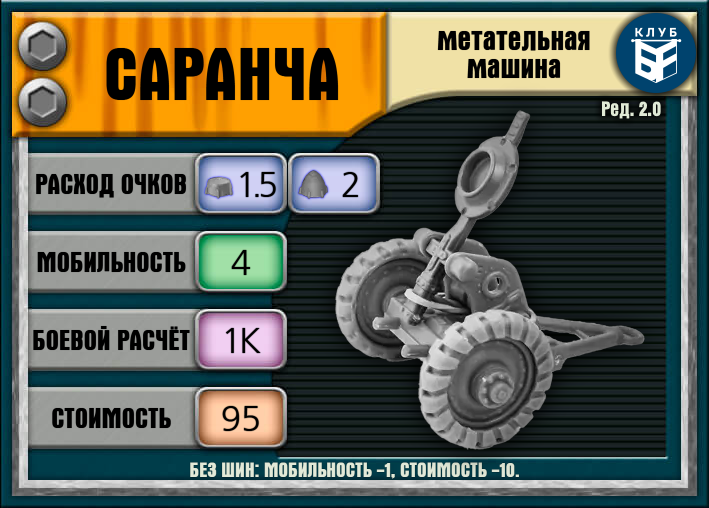 САРАНЧА
метательная
машина
КЛУБ
Ред. 2.0
РАСХОД ОЧКОВ 1.5 2
МОБИЛЬНОСТЬ 4
БОЕВОЙ РАСЧЁТ 1К
СТОИМОСТЬ 95
БЕЗ ШИН: МОБИЛЬНОСТЬ –1, СТОИМОСТЬ –10.